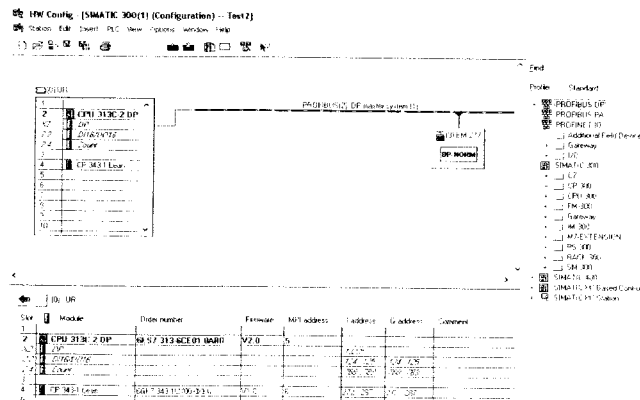 HW Config - [SIMATIC 300(1) (Configuration) -- Test2]
Station Edit Insert PLC View Options Window Help
Find
Profile Standard
(0) UR
1
2 CPU 313C-2 DP
X2 DP
2.2 DI16/DO16
2.4 Count
3
4 CP 343-1 Lean
5
6
7
8
9
10
PROFIBUS(2): DP master system (1)
DP-NORM
PROFIBUS-DP
PROFIBUS-PA
PROFINET IO
Additional Field Device
Gateway
I/O
SIMATIC 300
C7
CP-300
CPU-300
FM-300
Gateway
IM-300
M7-EXTENSION
PS-300
RACK-300
SM-300
SIMATIC 400
SIMATIC PC Based Contro
SIMATIC PC Station
(0) UR
Slot Module Order number Firmware MPI address I address Q address Comment
1
2 CPU 313C-2 DP 6ES7 313-6CE01-0AB0 V2.0 5
X2 DP
2.2 DI16/DO16
2.4 Count
3
4 CP 343-1 Lean 6